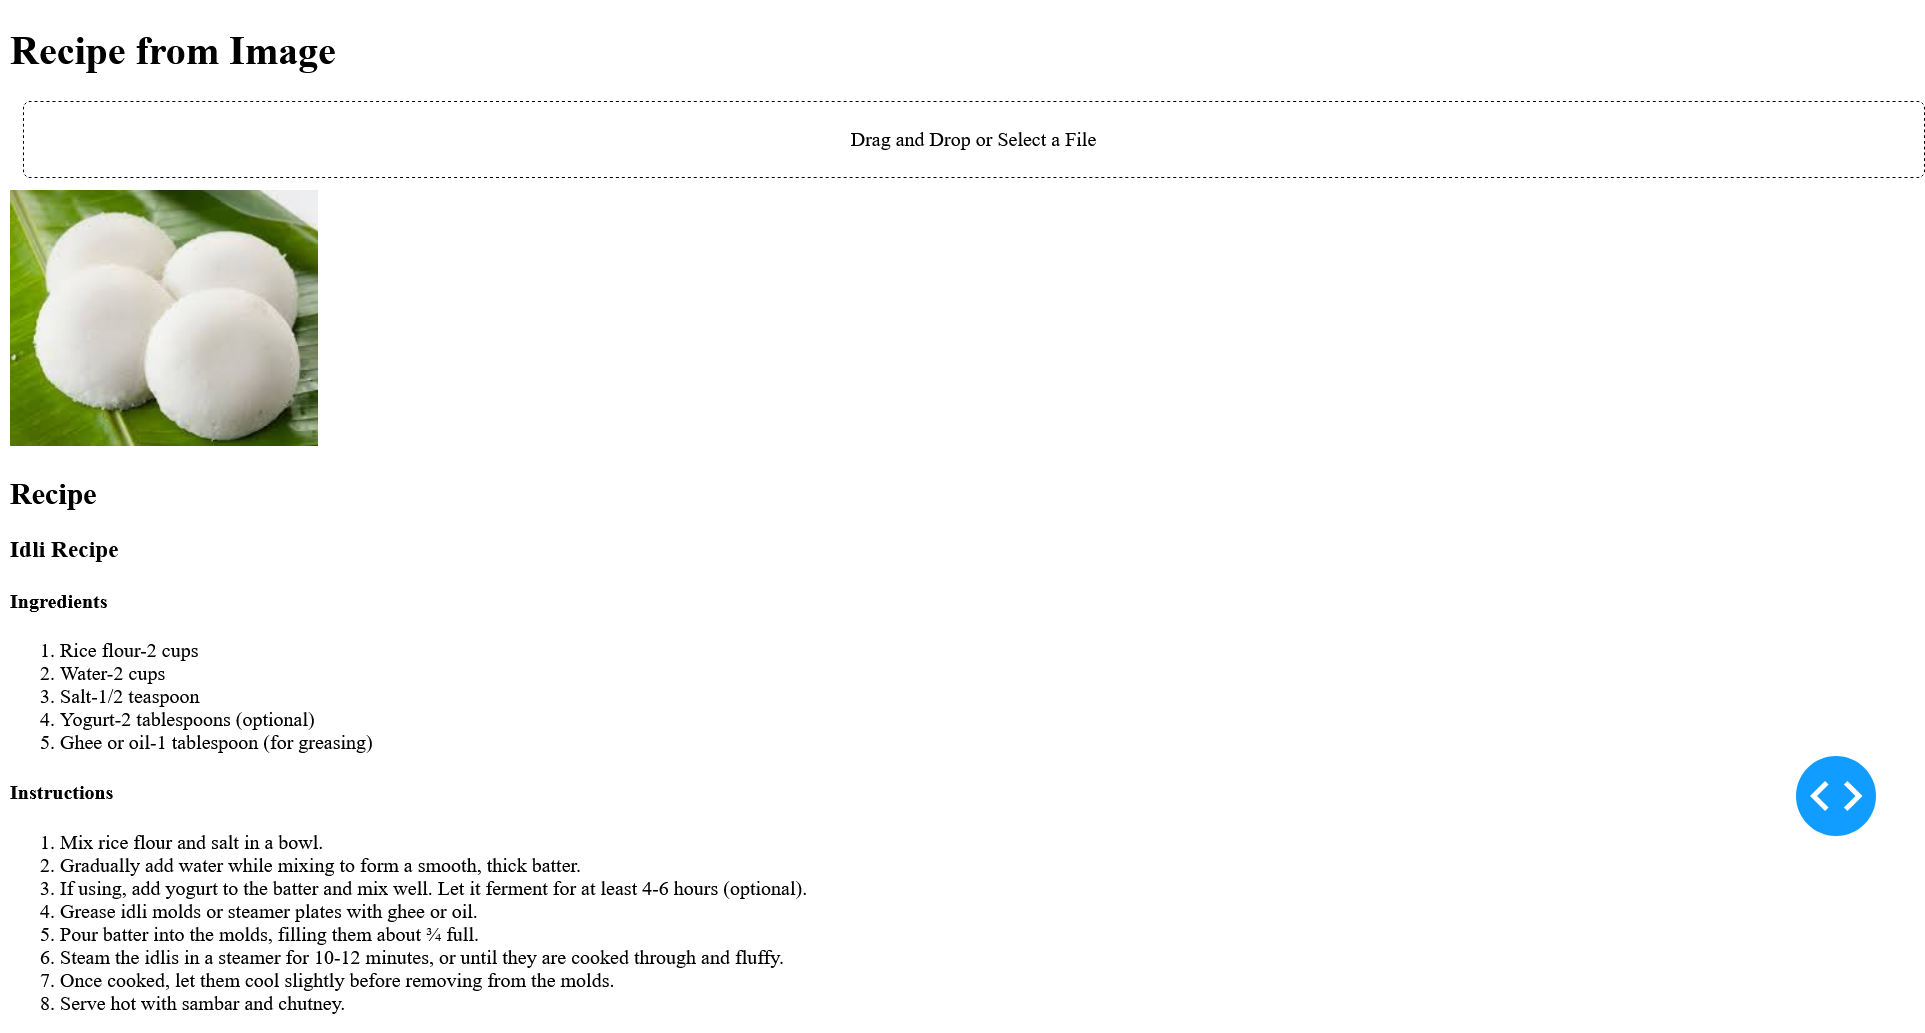 Recipe from Image
Drag and Drop or Select a File
Recipe
Idli Recipe
Ingredients
1. Rice flour-2 cups
2. Water-2 cups
3. Salt-1/2 teaspoon
4. Yogurt-2 tablespoons (optional)
5. Ghee or oil-1 tablespoon (for greasing)
Instructions
1. Mix rice flour and salt in a bowl.
2. Gradually add water while mixing to form a smooth, thick batter.
3. If using, add yogurt to the batter and mix well. Let it ferment for at least 4-6 hours (optional).
4. Grease idli molds or steamer plates with ghee or oil.
5. Pour batter into the molds, filling them about ¾ full.
6. Steam the idlis in a steamer for 10-12 minutes, or until they are cooked through and fluffy.
7. Once cooked, let them cool slightly before removing from the molds.
8. Serve hot with sambar and chutney.